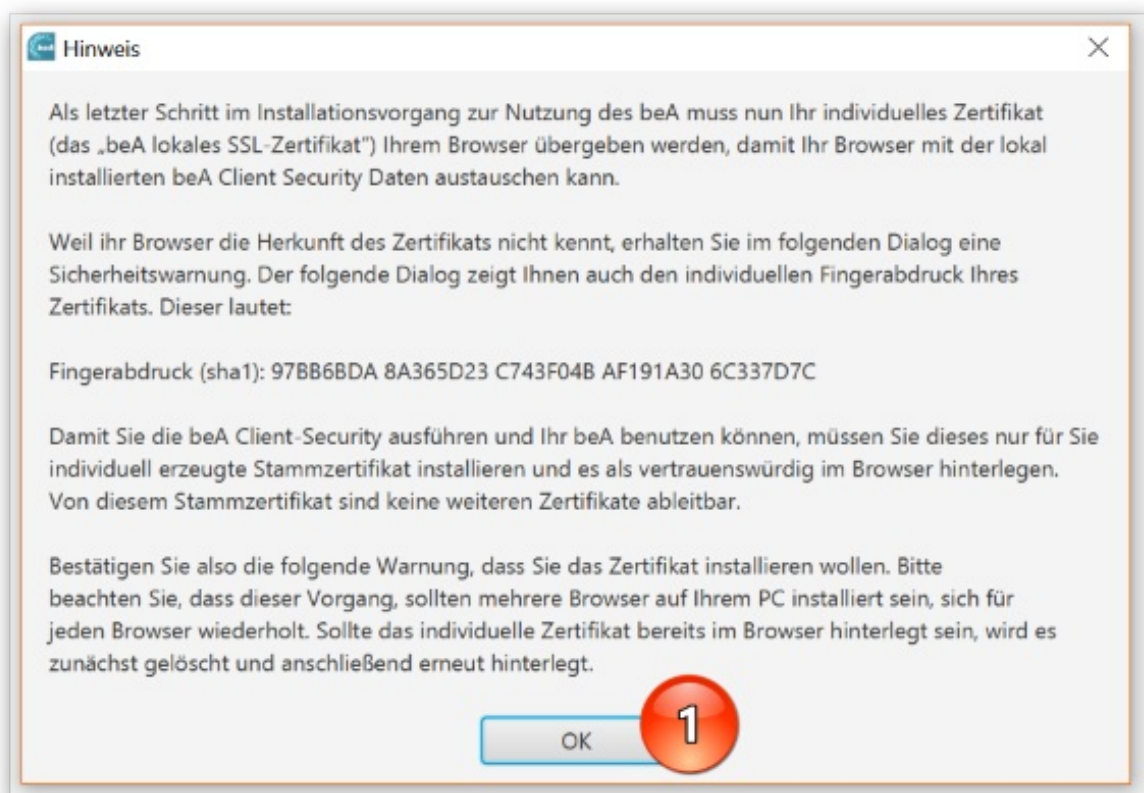 beA
Hinweis
Als letzter Schritt im Installationsvorgang zur Nutzung des beA muss nun Ihr individuelles Zertifikat
(das „beA lokales SSL-Zertifikat“) Ihrem Browser übergeben werden, damit Ihr Browser mit der lokal
installierten beA Client Security Daten austauschen kann.
Weil ihr Browser die Herkunft des Zertifikats nicht kennt, erhalten Sie im folgenden Dialog eine
Sicherheitswarnung. Der folgende Dialog zeigt Ihnen auch den individuellen Fingerabdruck Ihres
Zertifikats. Dieser lautet:
Fingerabdruck (sha1): 97BB6BDA 8A365D23 C743F04B AF191A30 6C337D7C
Damit Sie die beA Client-Security ausführen und Ihr beA benutzen können, müssen Sie dieses nur für Sie
individuell erzeugte Stammzertifikat installieren und es als vertrauenswürdig im Browser hinterlegen.
Von diesem Stammzertifikat sind keine weiteren Zertifikate ableitbar.
Bestätigen Sie also die folgende Warnung, dass Sie das Zertifikat installieren wollen. Bitte
beachten Sie, dass dieser Vorgang, sollten mehrere Browser auf Ihrem PC installiert sein, sich für
jeden Browser wiederholt. Sollte das individuelle Zertifikat bereits im Browser hinterlegt sein, wird es
zunächst gelöscht und anschließend erneut hinterlegt.
OK
1